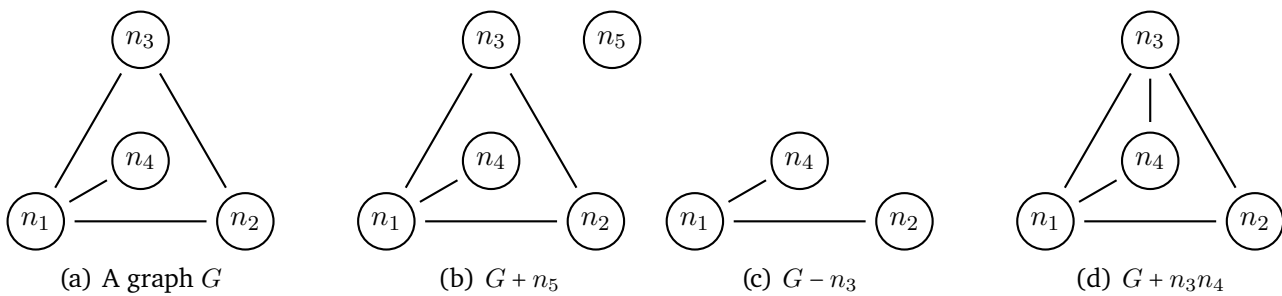 n₃
n₄
n₁
n₂
(a) A graph G
n₃
n₅
n₄
n₁
n₂
(b) G + n₅
n₄
n₁
n₂
(c) G − n₃
n₃
n₄
n₁
n₂
(d) G + n₃n₄